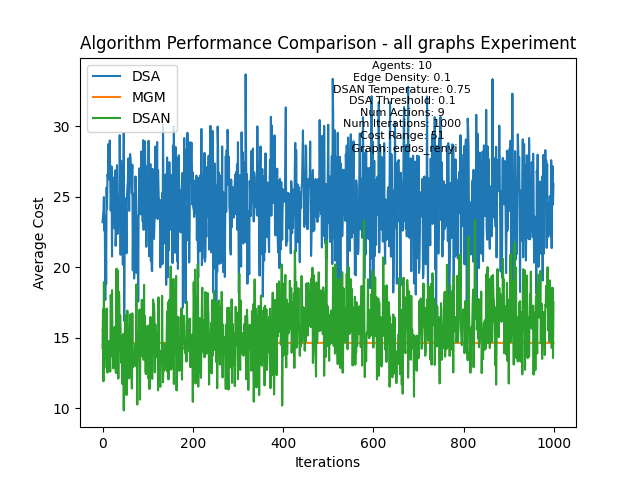 Algorithm Performance Comparison - all graphs Experiment
DSA
MGM
DSAN
Agents: 10
Edge Density: 0.1
DSAN Temperature: 0.75
DSA Threshold: 0.1
Num Actions: 9
Num Iterations: 1000
Cost Range: 51
Graph: erdos_renyi
Average Cost
30
25
20
15
10
0
200
400
600
800
1000
Iterations